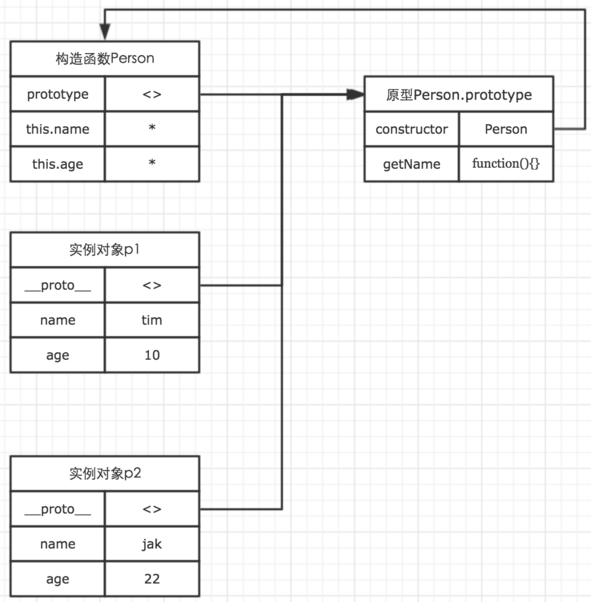 构造函数Person
prototype <>
this.name *
this.age *
原型Person.prototype
constructor Person
getName function(){}
实例对象p1
__proto__ <>
name tim
age 10
实例对象p2
__proto__ <>
name jak
age 22